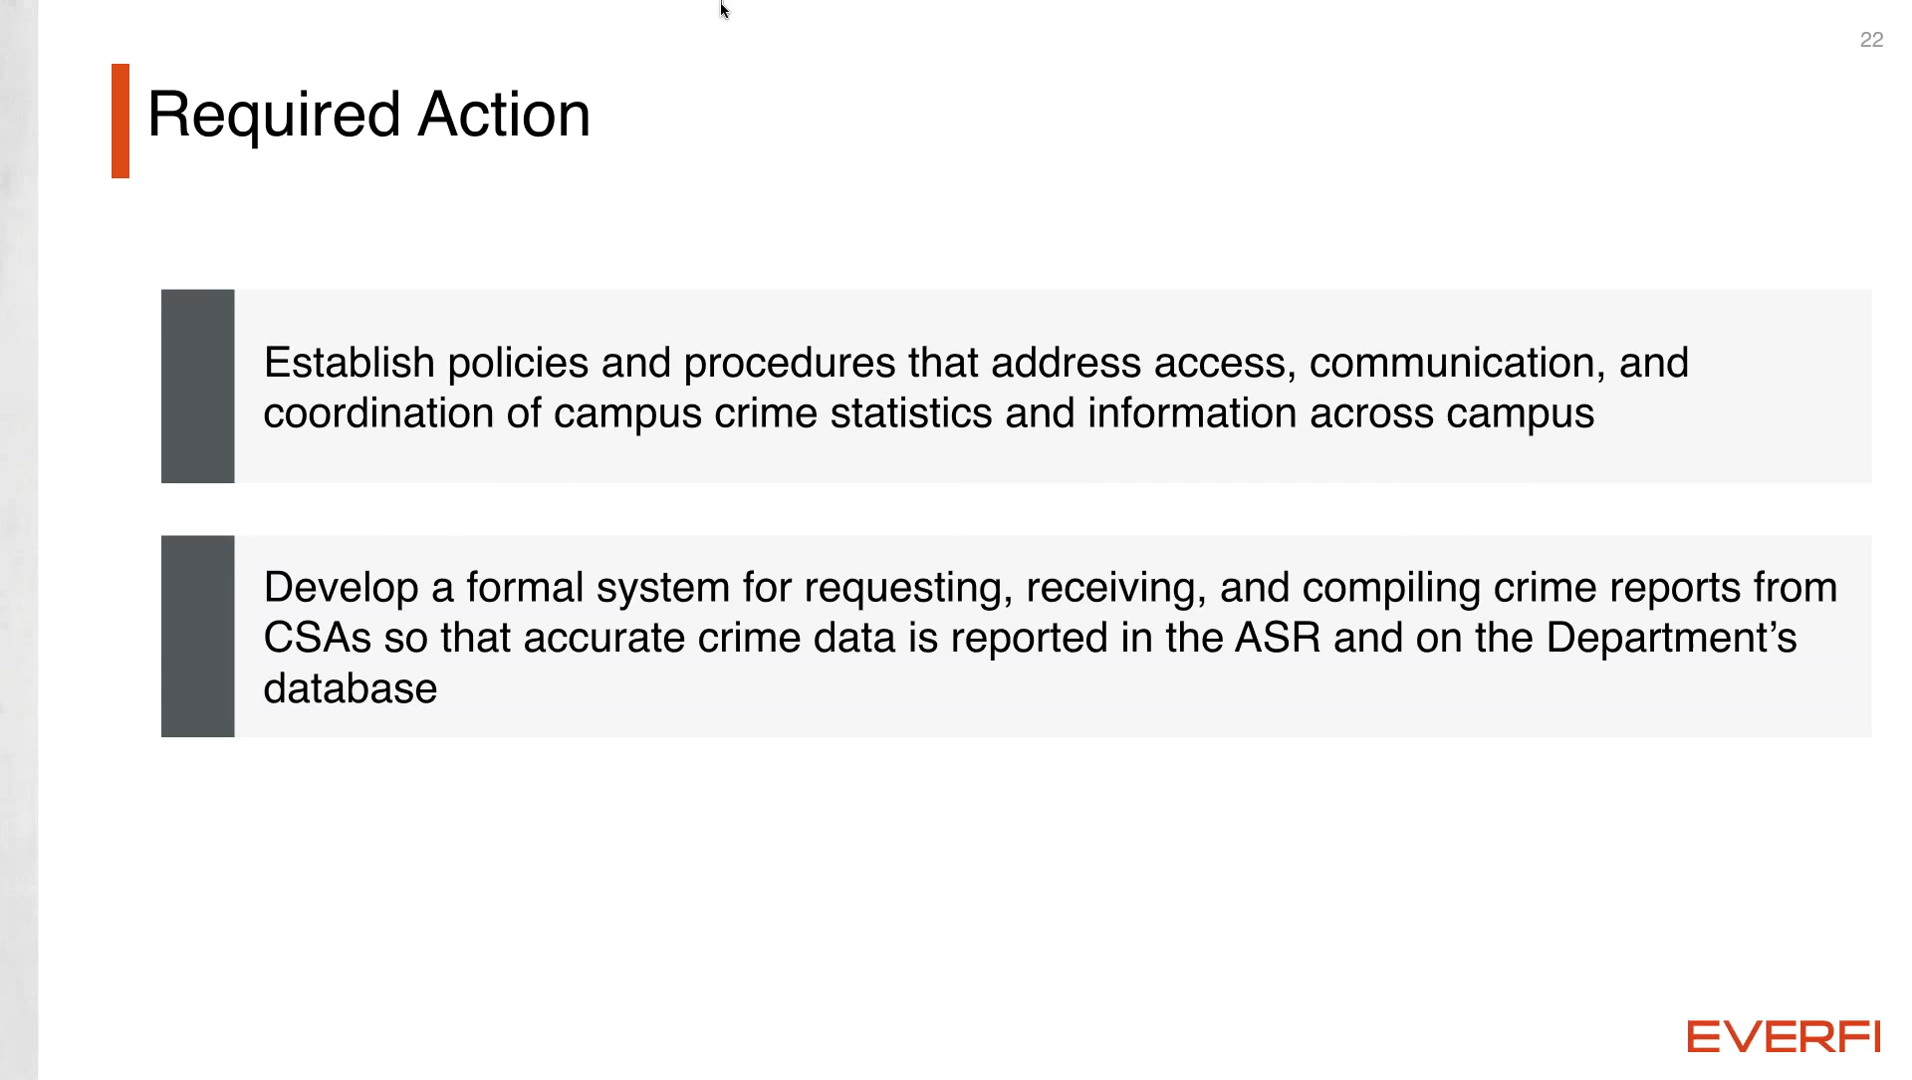 22
Required Action
Establish policies and procedures that address access, communication, and
coordination of campus crime statistics and information across campus
Develop a formal system for requesting, receiving, and compiling crime reports from
CSAs so that accurate crime data is reported in the ASR and on the Department’s
database
EVERFI